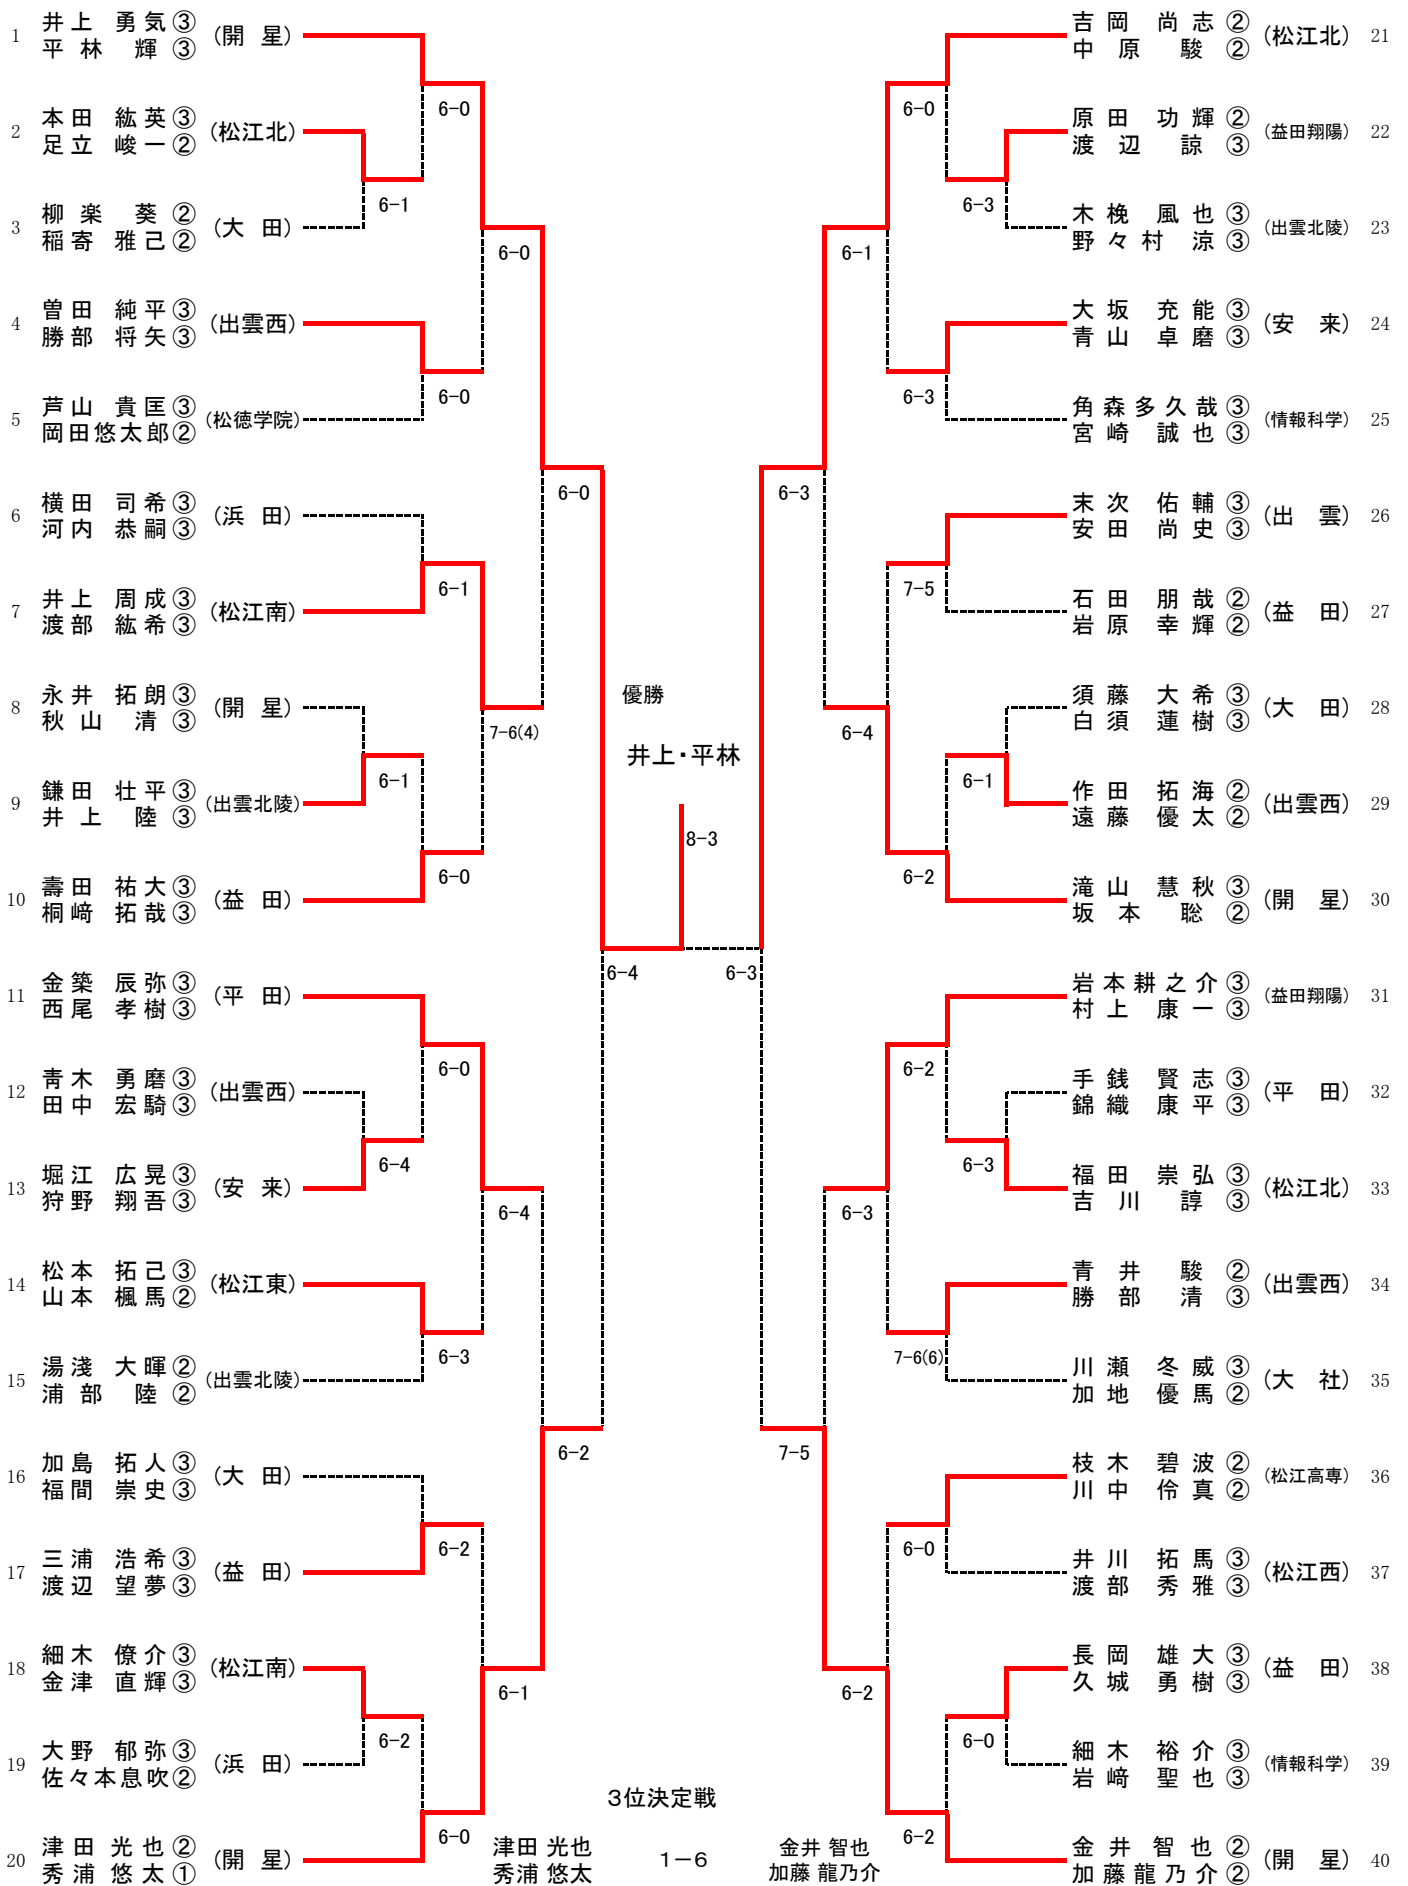 1 井上 勇気③ (開 星)
平林 輝③
2 本田 紘英③ (松江北)
足立 峻一②
3 柳楽 葵② (大 田)
稲寄 雅己②
4 曽田 純平③ (出雲西)
勝部 将矢③
5 芦山 貴匡③ (松徳学院)
岡田悠太郎②
6 横田 司希③ (浜 田)
河内 恭嗣③
7 井上 周成③ (松江南)
渡部 紘希③
8 永井 拓朗③ (開 星)
秋山 清③
9 鎌田 壮平③ (出雲北陵)
井上 陸③
10 壽田 祐大③ (益 田)
桐﨑 拓哉③
11 金築 辰弥③ (平 田)
西尾 孝樹③
12 青木 勇磨③ (出雲西)
田中 宏騎③
13 堀江 広晃③ (安 来)
狩野 翔吾③
14 松本 拓己③ (松江東)
山本 楓馬②
15 湯淺 大暉② (出雲北陵)
浦部 陸②
16 加島 拓人③ (大 田)
福間 崇史③
17 三浦 浩希③ (益 田)
渡辺 望夢③
18 細木 僚介③ (松江南)
金津 直輝③
19 大野 郁弥③ (浜 田)
佐々本息吹②
20 津田 光也② (開 星)
秀浦 悠太①
6-0
6-1
6-0
6-0
6-0
6-1
7-6(4)
6-1
6-0
6-4
6-0
6-4
6-4
6-3
6-2
6-2
6-1
6-2
6-0
優勝
井上・平林
8-3
3位決定戦
津田 光也 1-6 金井 智也
秀浦 悠太 加藤 龍乃介
6-0
6-3
6-1
6-3
6-3
7-5
6-4
6-1
6-2
6-3
6-2
6-3
6-3
7-6(6)
7-5
6-0
6-2
6-0
6-2
吉岡 尚志② (松江北) 21
中原 駿②
原田 功輝② (益田翔陽) 22
渡辺 諒③
木槐 風也③ (出雲北陵) 23
野々村 涼③
大坂 充能③ (安 来) 24
青山 卓磨③
角森多久哉③ (情報科学) 25
宮崎 誠也③
末次 佑輔③ (出 雲) 26
安田 尚史③
石田 朋哉② (益 田) 27
岩原 幸輝②
須藤 大希③ (大 田) 28
白須 蓮樹③
作田 拓海② (出雲西) 29
遠藤 優太②
滝山 慧秋③ (開 星) 30
坂本 聡②
岩本耕之介③ (益田翔陽) 31
村上 康一③
手銭 賢志③ (平 田) 32
錦織 康平③
福田 崇弘③ (松江北) 33
吉川 諄③
青井 駿② (出雲西) 34
勝部 清③
川瀬 冬威③ (大 社) 35
加地 優馬②
枝木 碧波② (松江高専) 36
川中 伶真②
井川 拓馬③ (松江西) 37
渡部 秀雅③
長岡 雄大③ (益 田) 38
久城 勇樹③
細木 裕介③ (情報科学) 39
岩﨑 聖也③
金井 智也② (開 星) 40
加藤龍乃介②